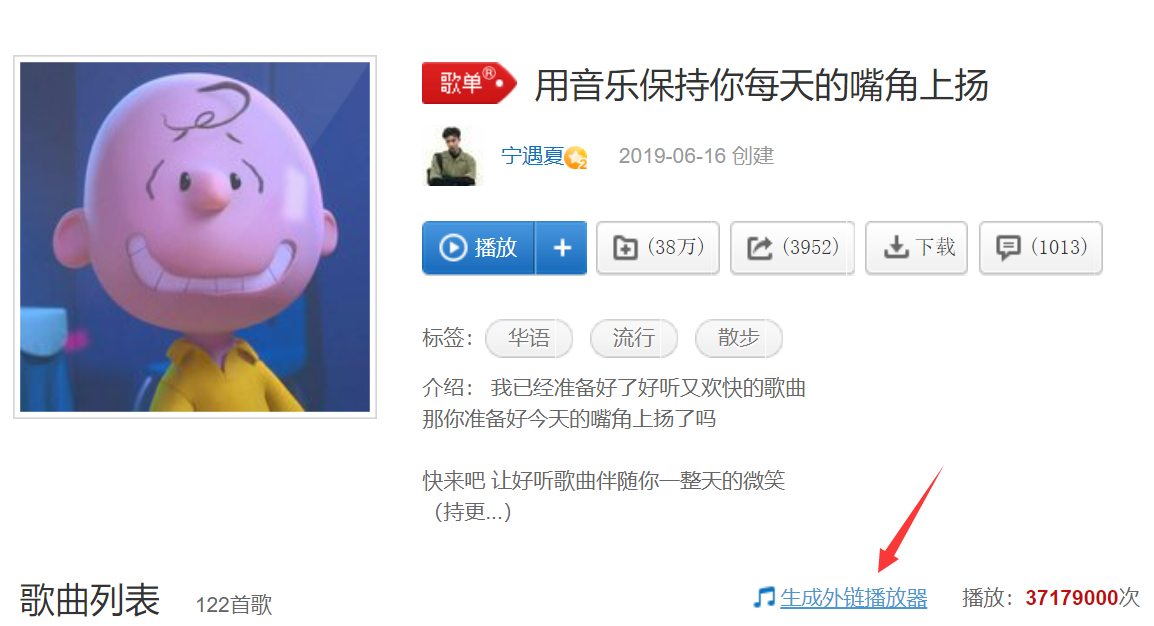 歌单®
用音乐保持你每天的嘴角上扬
宁遇夏 2 2019-06-16 创建
播放 + (38万) (3952) 下载 (1013)
标签： 华语 流行 散步
介绍： 我已经准备好了好听又欢快的歌曲
那你准备好今天的嘴角上扬了吗
快来吧 让好听歌曲伴随你一整天的微笑
（持更...）
歌曲列表 122首歌 生成外链播放器 播放：37179000次